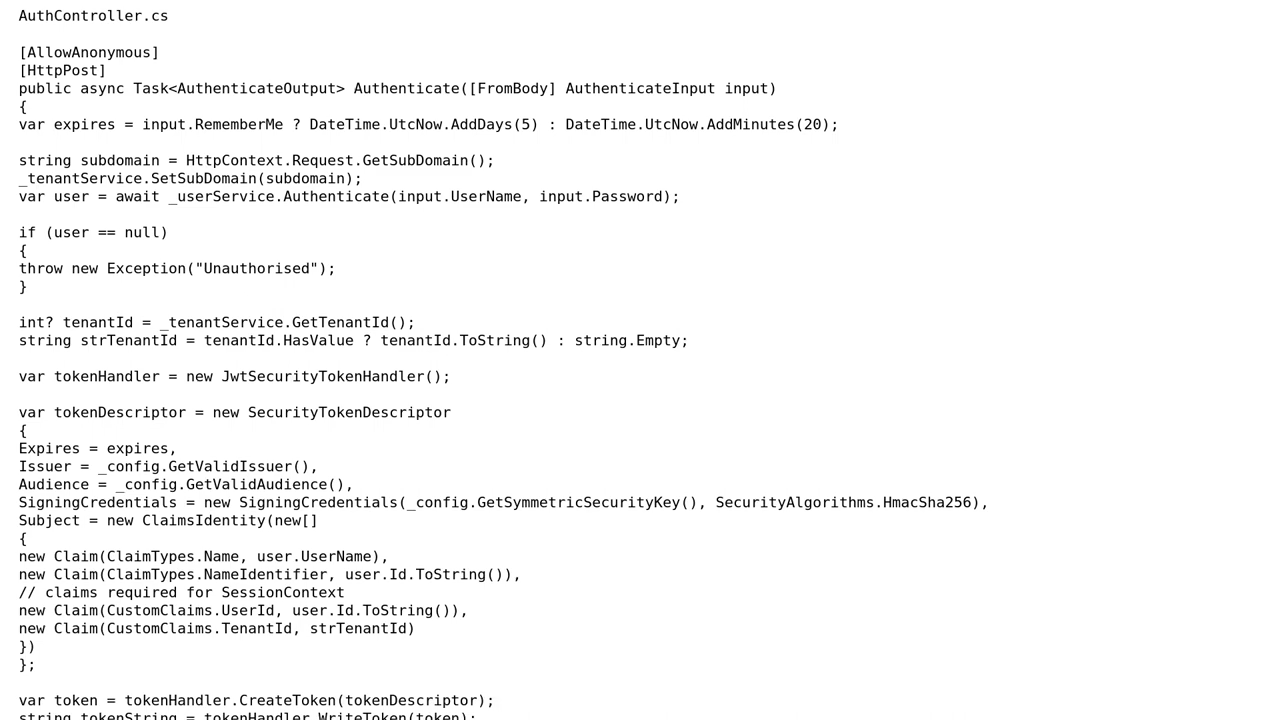 AuthController.cs
[AllowAnonymous]
[HttpPost]
public async Task<AuthenticateOutput> Authenticate([FromBody] AuthenticateInput input)
{
var expires = input.RememberMe ? DateTime.UtcNow.AddDays(5) : DateTime.UtcNow.AddMinutes(20);
string subdomain = HttpContext.Request.GetSubDomain();
_tenantService.SetSubDomain(subdomain);
var user = await _userService.Authenticate(input.UserName, input.Password);
if (user == null)
{
throw new Exception("Unauthorised");
}
int? tenantId = _tenantService.GetTenantId();
string strTenantId = tenantId.HasValue ? tenantId.ToString() : string.Empty;
var tokenHandler = new JwtSecurityTokenHandler();
var tokenDescriptor = new SecurityTokenDescriptor
{
Expires = expires,
Issuer = _config.GetValidIssuer(),
Audience = _config.GetValidAudience(),
SigningCredentials = new SigningCredentials(_config.GetSymmetricSecurityKey(), SecurityAlgorithms.HmacSha256),
Subject = new ClaimsIdentity(new[]
{
new Claim(ClaimTypes.Name, user.UserName),
new Claim(ClaimTypes.NameIdentifier, user.Id.ToString()),
// claims required for SessionContext
new Claim(CustomClaims.UserId, user.Id.ToString()),
new Claim(CustomClaims.TenantId, strTenantId)
})
};
var token = tokenHandler.CreateToken(tokenDescriptor);
string tokenString = tokenHandler.WriteToken(token);